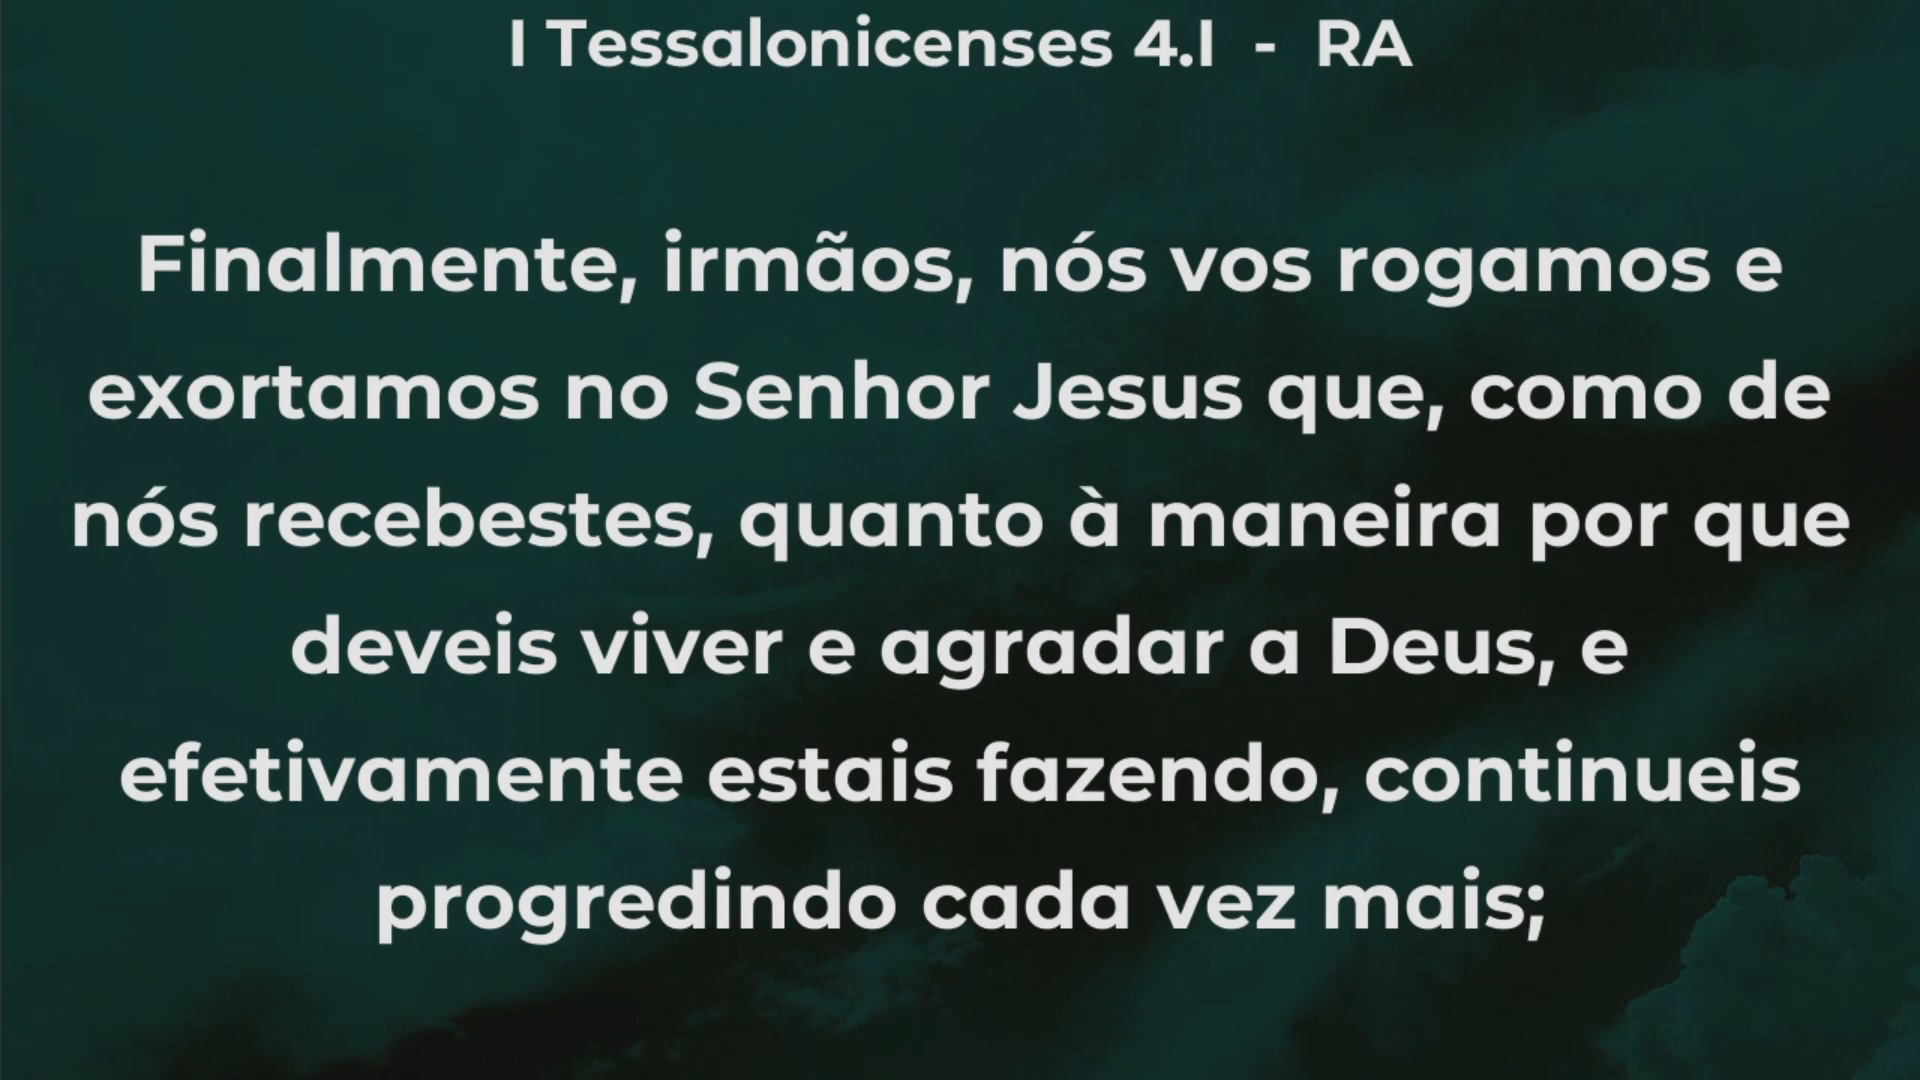 I Tessalonicenses 4.I - RA
Finalmente, irmãos, nós vos rogamos e
exortamos no Senhor Jesus que, como de
nós recebestes, quanto à maneira por que
deveis viver e agradar a Deus, e
efetivamente estais fazendo, continueis
progredindo cada vez mais;